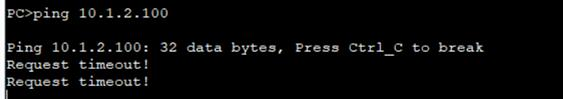 PC>ping 10.1.2.100
Ping 10.1.2.100: 32 data bytes, Press Ctrl_C to break
Request timeout!
Request timeout!